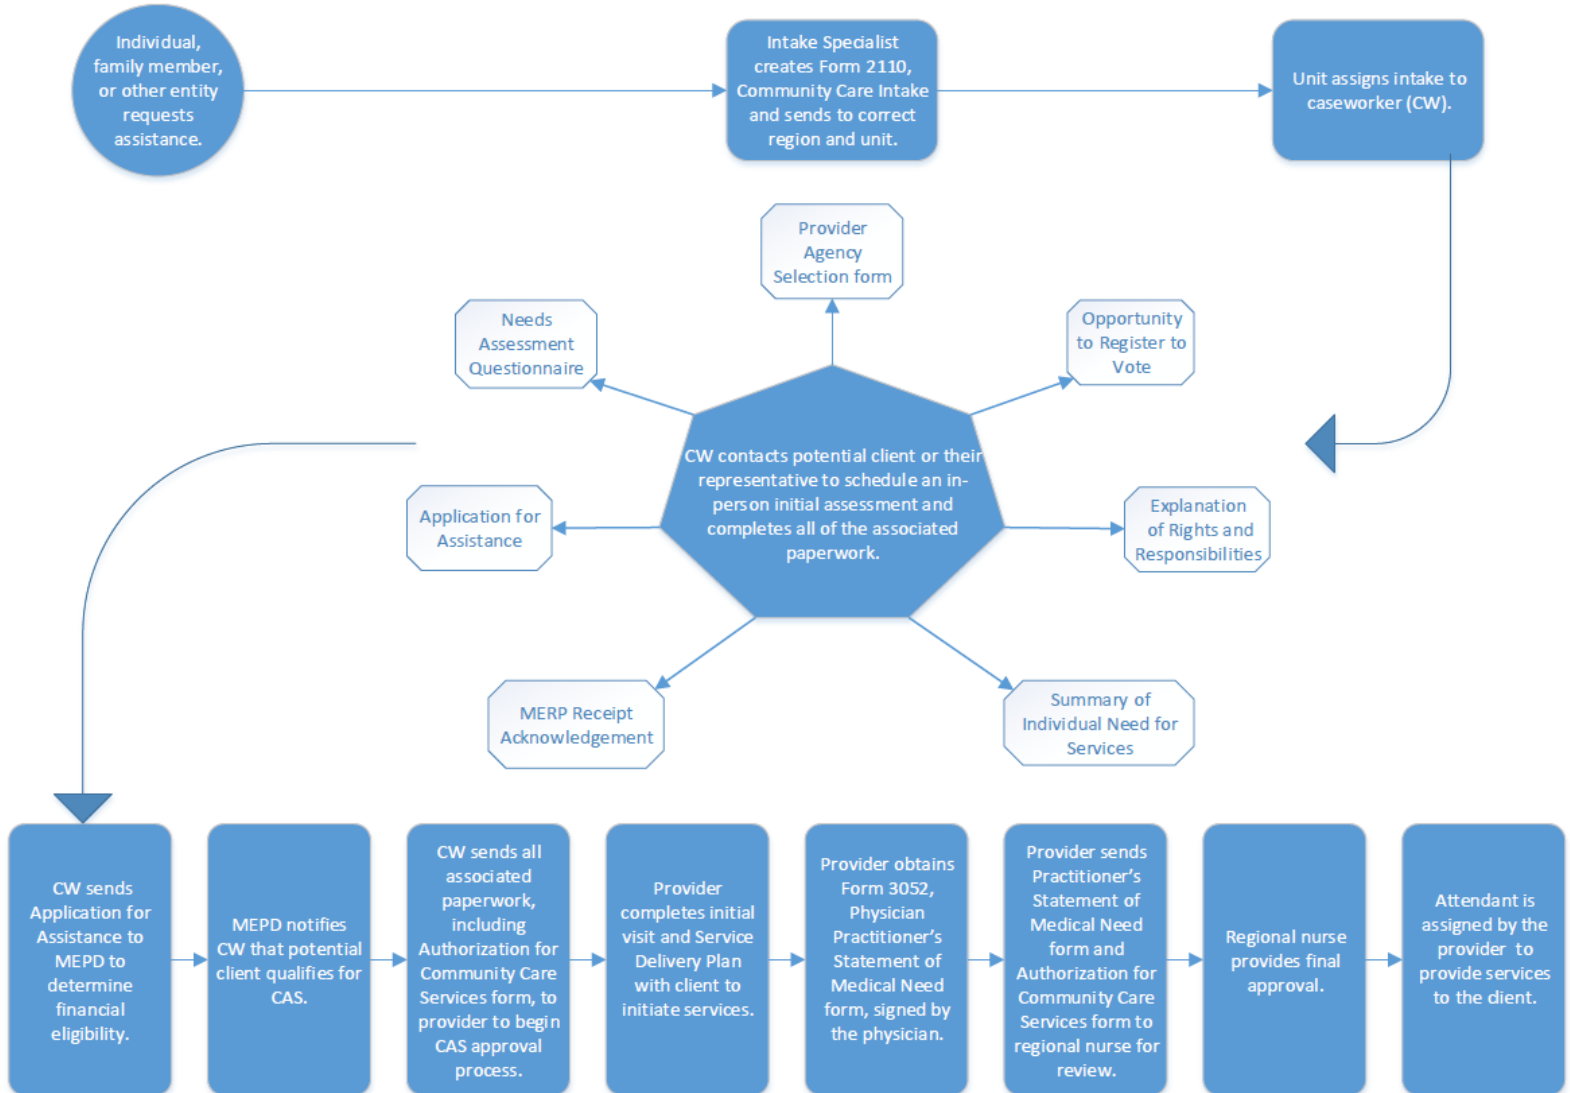 Individual,
family member,
or other entity
requests
assistance.
Intake Specialist
creates Form 2110,
Community Care Intake
and sends to correct
region and unit.
Unit assigns intake to
caseworker (CW).
Provider
Agency
Selection form
Needs
Assessment
Questionnaire
Opportunity
to Register to
Vote
CW contacts potential client or their
representative to schedule an in-
person initial assessment and
completes all of the associated
paperwork.
Application for
Assistance
Explanation
of Rights and
Responsibilities
MERP Receipt
Acknowledgement
Summary of
Individual Need for
Services
CW sends
Application for
Assistance to
MEPD to
determine
financial
eligibility.
MEPD notifies
CW that potential
client qualifies for
CAS.
CW sends all
associated
paperwork,
including
Authorization for
Community Care
Services form, to
provider to begin
CAS approval
process.
Provider
completes initial
visit and Service
Delivery Plan
with client to
initiate services.
Provider obtains
Form 3052,
Physician
Practitioner’s
Statement of
Medical Need
form, signed by
the physician.
Provider sends
Practitioner’s
Statement of
Medical Need
form and
Authorization for
Community Care
Services form to
regional nurse for
review.
Regional nurse
provides final
approval.
Attendant is
assigned by the
provider to
provide services
to the client.